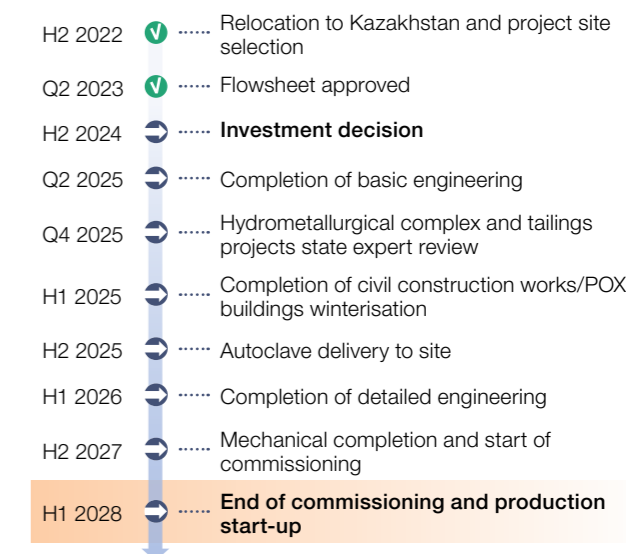 H2 2022 Relocation to Kazakhstan and project site
selection
Q2 2023 Flowsheet approved
H2 2024 Investment decision
Q2 2025 Completion of basic engineering
Q4 2025 Hydrometallurgical complex and tailings
projects state expert review
H1 2025 Completion of civil construction works/POX
buildings winterisation
H2 2025 Autoclave delivery to site
H1 2026 Completion of detailed engineering
H2 2027 Mechanical completion and start of
commissioning
H1 2028 End of commissioning and production
start-up